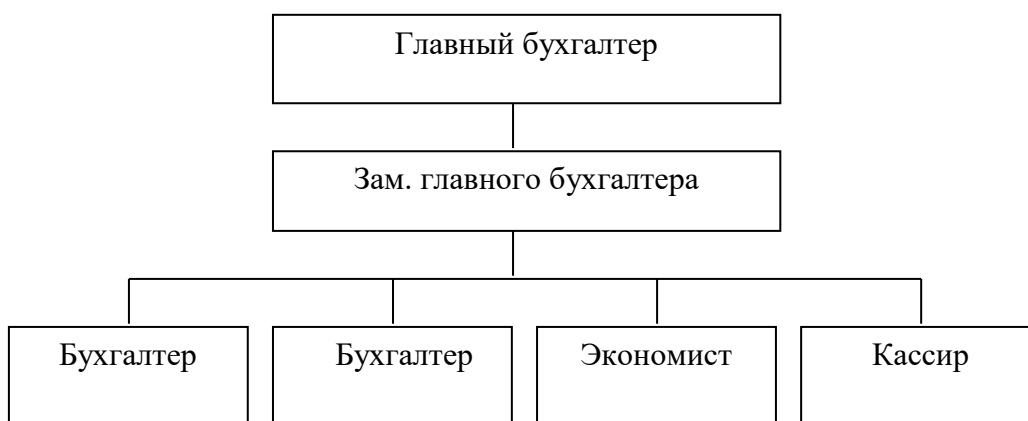 Главный бухгалтер
Зам. главного бухгалтера
Бухгалтер
Бухгалтер
Экономист
Кассир